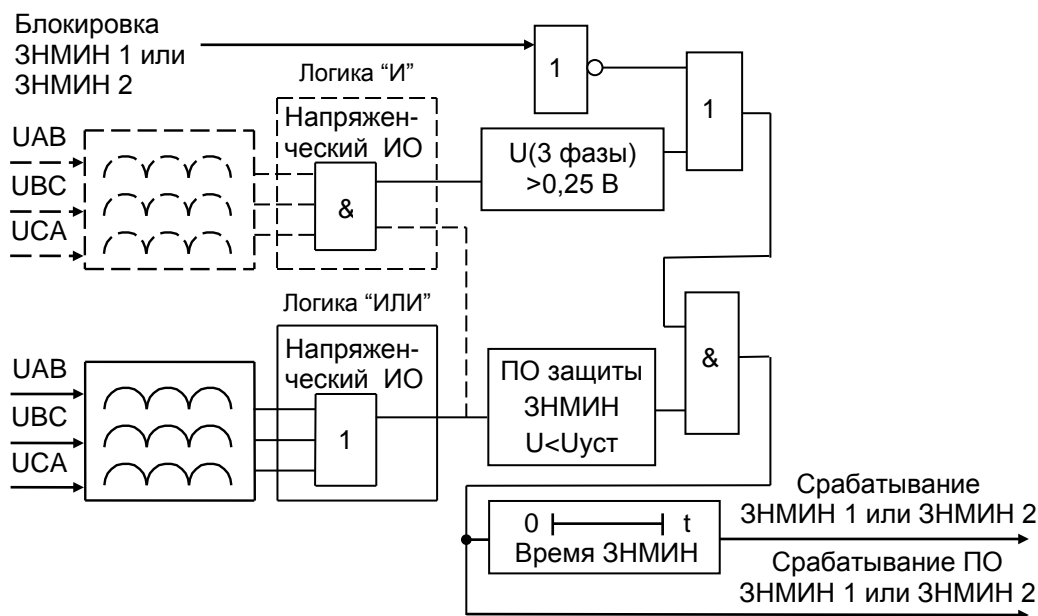 Блокировка
ЗНМИН 1 или
ЗНМИН 2
1
1
Логика “И”
Напряжен-
ческий ИО
UAB
UBC
UCA
&
U(3 фазы)
>0,25 В
Логика “ИЛИ”
Напряжен-
ческий ИО
UAB
UBC
UCA
1
ПО защиты
ЗНМИН
U<Uуст
&
0 t
Время ЗНМИН
Срабатывание
ЗНМИН 1 или ЗНМИН 2
Срабатывание ПО
ЗНМИН 1 или ЗНМИН 2